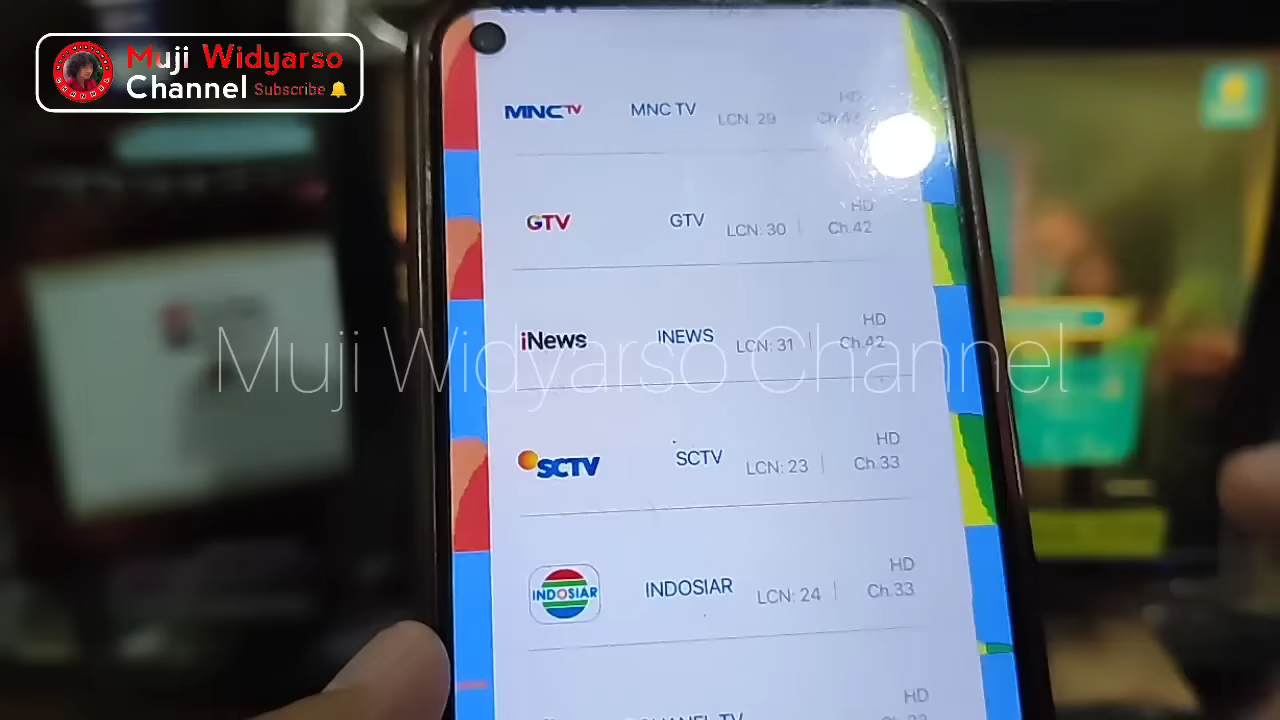 Muji Widyarso
Channel Subscribe
MNCTV MNC TV LCN: 29 HD
GTV GTV LCN: 30 HD
Ch.42
iNews INEWS LCN: 31 HD
Ch.42
Muji Widyarso Channel
SCTV SCTV LCN: 23 HD
Ch.33
INDOSIAR INDOSIAR LCN: 24 HD
Ch.33
HD